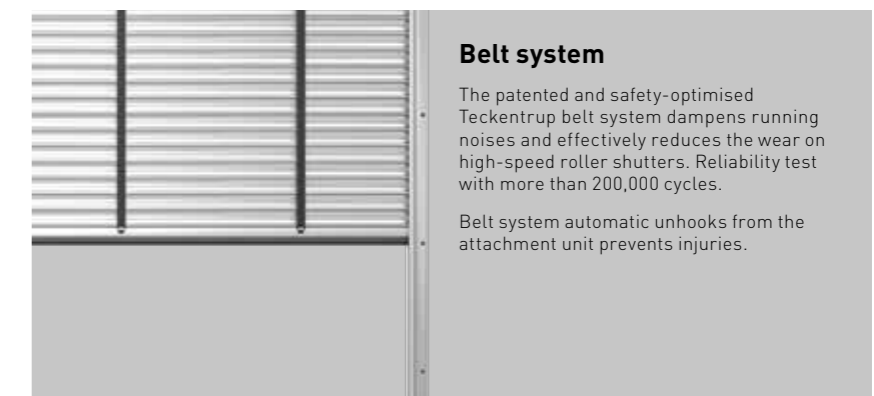 Belt system
The patented and safety-optimised
Teckentrup belt system dampens running
noises and effectively reduces the wear on
high-speed roller shutters. Reliability test
with more than 200,000 cycles.
Belt system automatic unhooks from the
attachment unit prevents injuries.